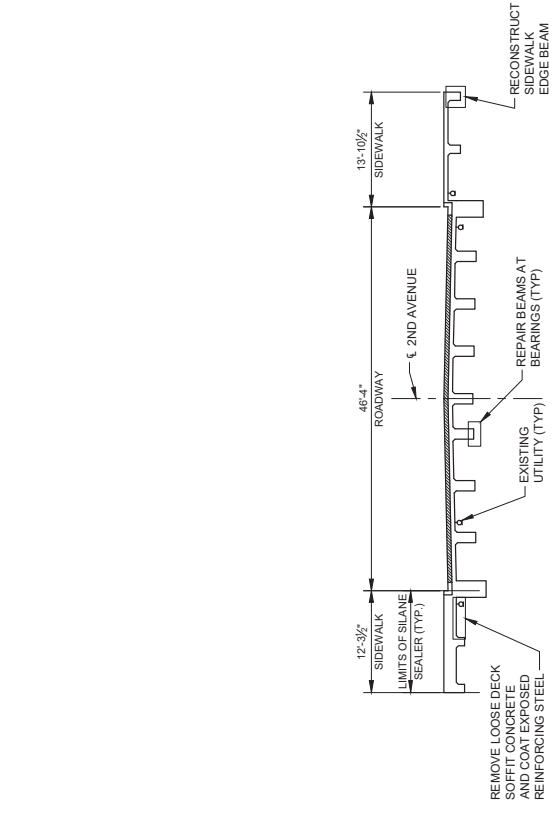 12'-3½"
SIDEWALK
46'-4"
ROADWAY
13'-10½"
SIDEWALK
LIMITS OF SILANE
SEALER (TYP.)
℄ 2ND AVENUE
REMOVE LOOSE DECK
SOFFIT CONCRETE
AND COAT EXPOSED
REINFORCING STEEL
EXISTING
UTILITY (TYP)
REPAIR BEAMS AT
BEARINGS (TYP)
RECONSTRUCT
SIDEWALK
EDGE BEAM